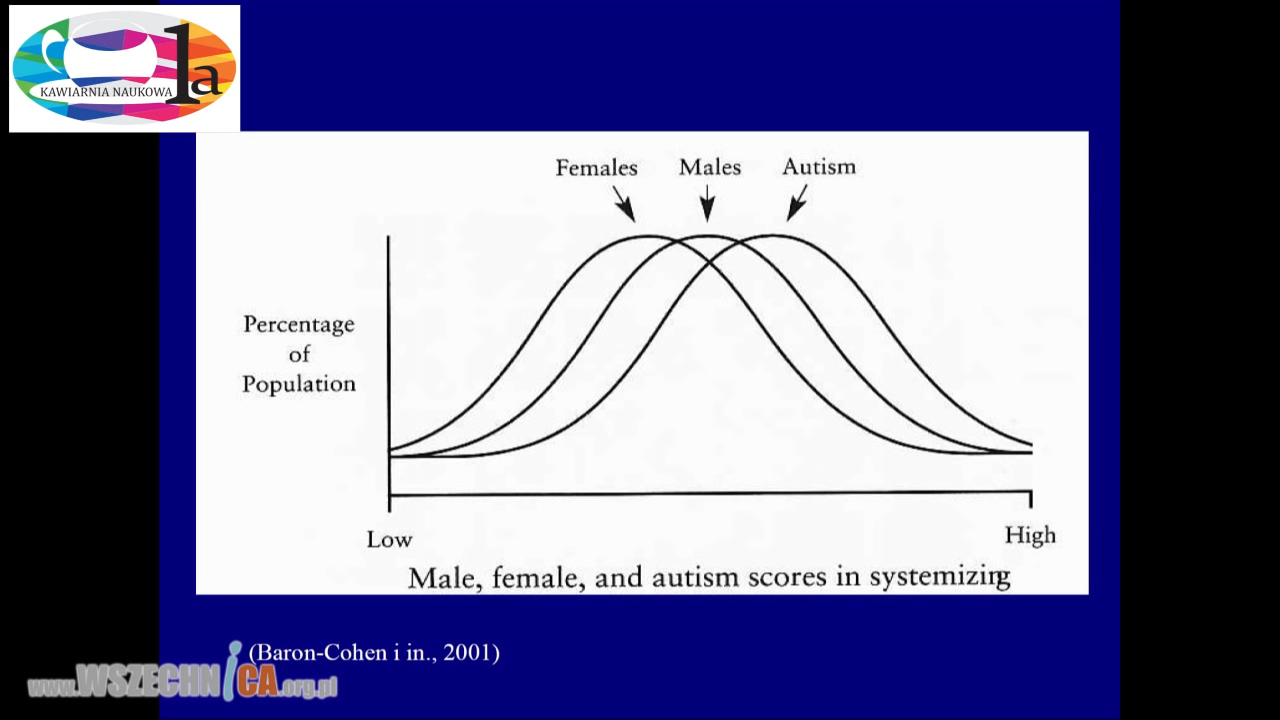 1a
KAWIARNIA NAUKOWA
Females Males Autism
Percentage
of
Population
Low High
Male, female, and autism scores in systemizing
(Baron-Cohen i in., 2001)
www.WSZECHNiCA.org.pl